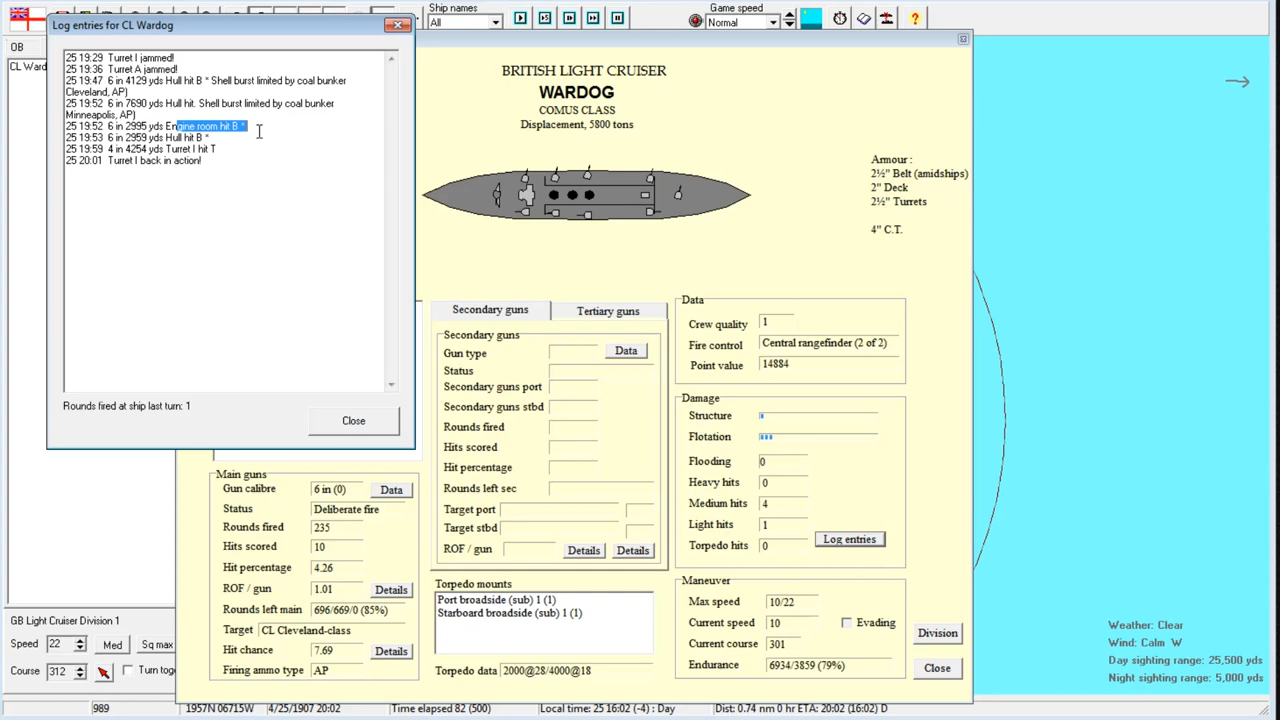 Log entries for CL Wardog
Ship names
All
Game speed
Normal
OB
CL Ward
25 19:29 Turret I jammed!
25 19:36 Turret A jammed!
25 19:47 6 in 4129 yds Hull hit B * Shell burst limited by coal bunker
Cleveland, AP)
25 19:52 6 in 7690 yds Hull hit. Shell burst limited by coal bunker
Minneapolis, AP)
25 19:52 6 in 2995 yds Engine room hit B *
25 19:53 6 in 2959 yds Hull hit B *
25 19:59 4 in 4254 yds Turret I hit T
25 20:01 Turret I back in action!
Rounds fired at ship last turn: 1
Close
BRITISH LIGHT CRUISER
WARDOG
COMUS CLASS
Displacement, 5800 tons
Armour :
2½" Belt (amidships)
2" Deck
2½" Turrets
4" C.T.
Main guns
Gun calibre 6 in (0) Data
Status Deliberate fire
Rounds fired 235
Hits scored 10
Hit percentage 4.26
ROF / gun 1.01 Details
Rounds left main 696/669/0 (85%)
Target CL Cleveland-class
Hit chance 7.69 Details
Firing ammo type AP
Secondary guns Tertiary guns
Secondary guns
Gun type Data
Status
Secondary guns port
Secondary guns stbd
Rounds fired
Hits scored
Hit percentage
Rounds left sec
Target port
Target stbd
ROF / gun Details Details
Torpedo mounts
Port broadside (sub) 1 (1)
Starboard broadside (sub) 1 (1)
Torpedo data 2000@28/4000@18
Data
Crew quality 1
Fire control Central rangefinder (2 of 2)
Point value 14884
Damage
Structure
Flotation
Flooding 0
Heavy hits 0
Medium hits 4
Light hits 1
Torpedo hits 0
Log entries
Maneuver
Max speed 10/22
Current speed 10 Evading
Current course 301
Endurance 6934/3859 (79%)
Division
Close
GB Light Cruiser Division 1
Speed 22 Med Sq max
Course 312 Turn toge
Weather: Clear
Wind: Calm W
Day sighting range: 25,500 yds
Night sighting range: 5,000 yds
989 1957N 06715W 4/25/1907 20:02 Time elapsed 82 (500) Local time: 25 16:02 (-4) : Day Dist: 0.74 nm 0 hr ETA: 20:02 (16:02) D